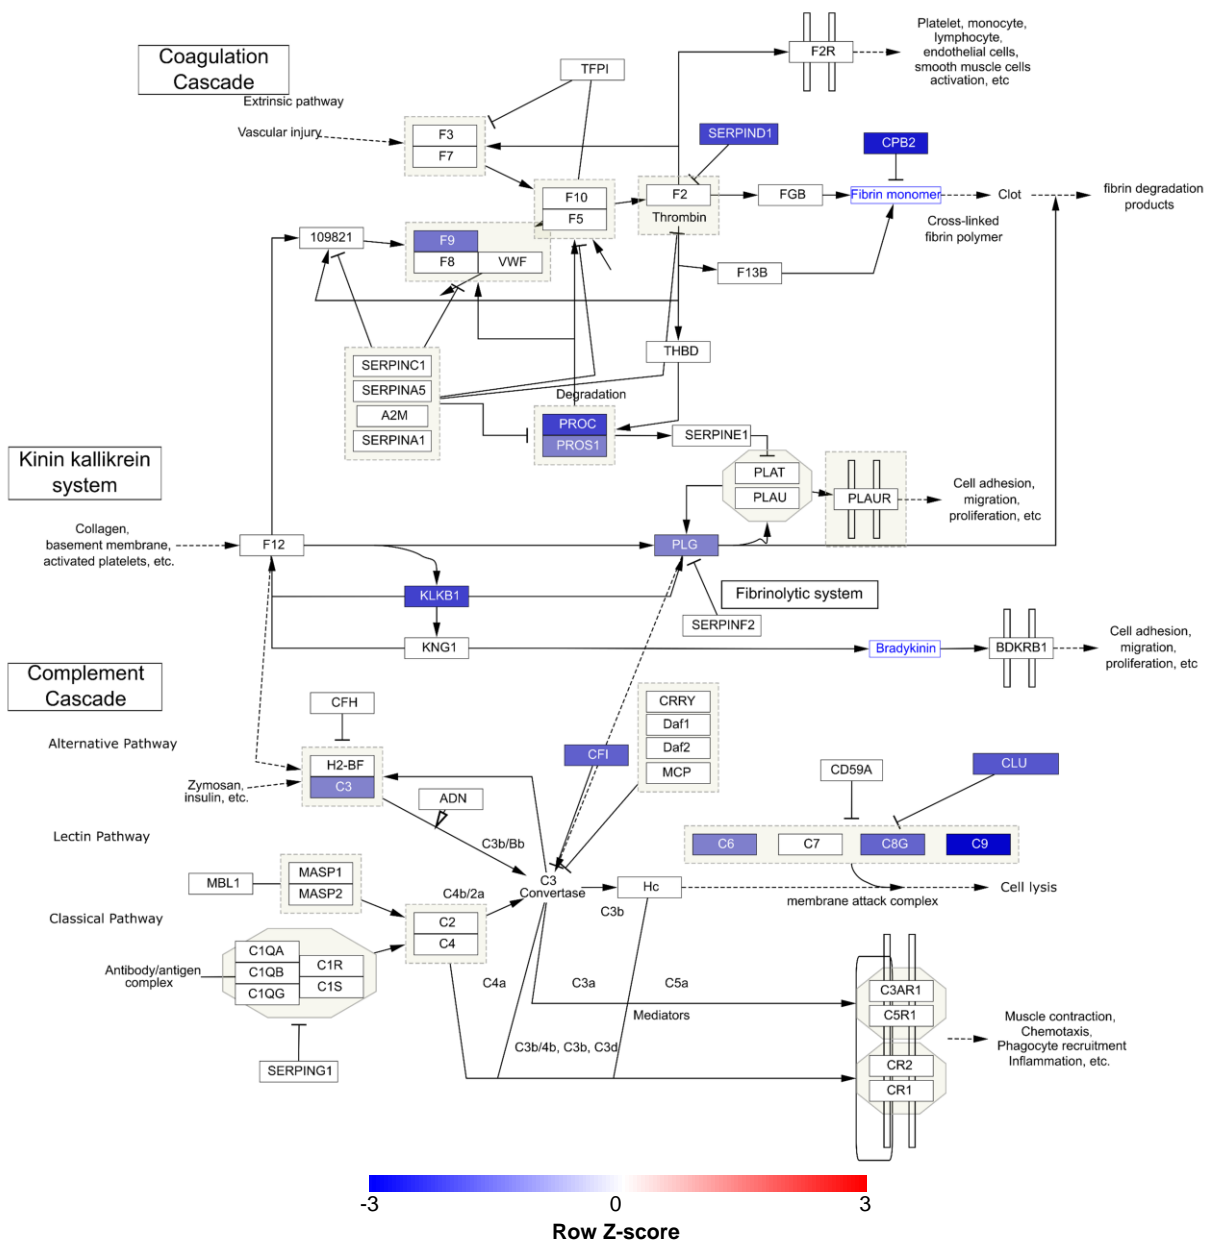 Coagulation
Cascade
Extrinsic pathway
Vascular injury
TFPI
F3
F7
F2R
Platelet, monocyte,
lymphocyte,
endothelial cells,
smooth muscle cells
activation, etc
SERPIND1
CPB2
F10
F5
F2
Thrombin
FGB
Fibrin monomer
Clot
fibrin degradation
products
Cross-linked
fibrin polymer
109821
F9
F8
VWF
F13B
THBD
SERPINC1
SERPINA5
A2M
SERPINA1
Degradation
PROC
PROS1
SERPINE1
PLAT
PLAU
PLAUR
Cell adhesion,
migration,
proliferation, etc
Kinin kallikrein
system
Collagen,
basement membrane,
activated platelets, etc.
F12
PLG
KLKB1
Fibrinolytic system
SERPINF2
KNG1
Bradykinin
BDKRB1
Cell adhesion,
migration,
proliferation, etc
Complement
Cascade
CFH
Alternative Pathway
H2-BF
C3
Zymosan,
insulin, etc.
ADN
CFI
CRRY
Daf1
Daf2
MCP
CD59A
CLU
C6
C7
C8G
C9
Lectin Pathway
C3b/Bb
MBL1
MASP1
MASP2
C4b/2a
C3
Convertase
Hc
C3b
membrane attack complex
Cell lysis
Classical Pathway
C2
C4
C1QA
C1QB
C1QG
C1R
C1S
Antibody/antigen
complex
SERPING1
C4a
C3a
C5a
Mediators
C3b/4b, C3b, C3d
C3AR1
C5R1
CR2
CR1
Muscle contraction,
Chemotaxis,
Phagocyte recruitment
Inflammation, etc.
-3
0
3
Row Z-score